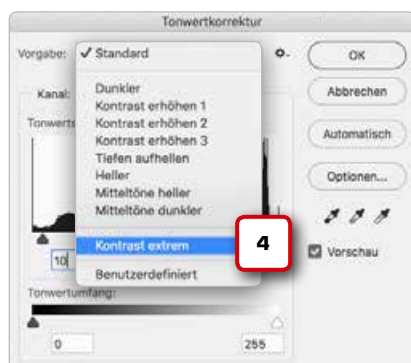 Tonwertkorrektur
Vorgabe: ✓ Standard
OK
Dunkler
Kanal:
Kontrast erhöhen 1
Abbrechen
Kontrast erhöhen 2
Tonwerts
Kontrast erhöhen 3
Automatisch
Tiefen aufhellen
Heller
Optionen...
Mitteltöne heller
Mitteltöne dunkler
Kontrast extrem
4
Vorschau
10
Benutzerdefiniert
Tonwertumfang:
0
255